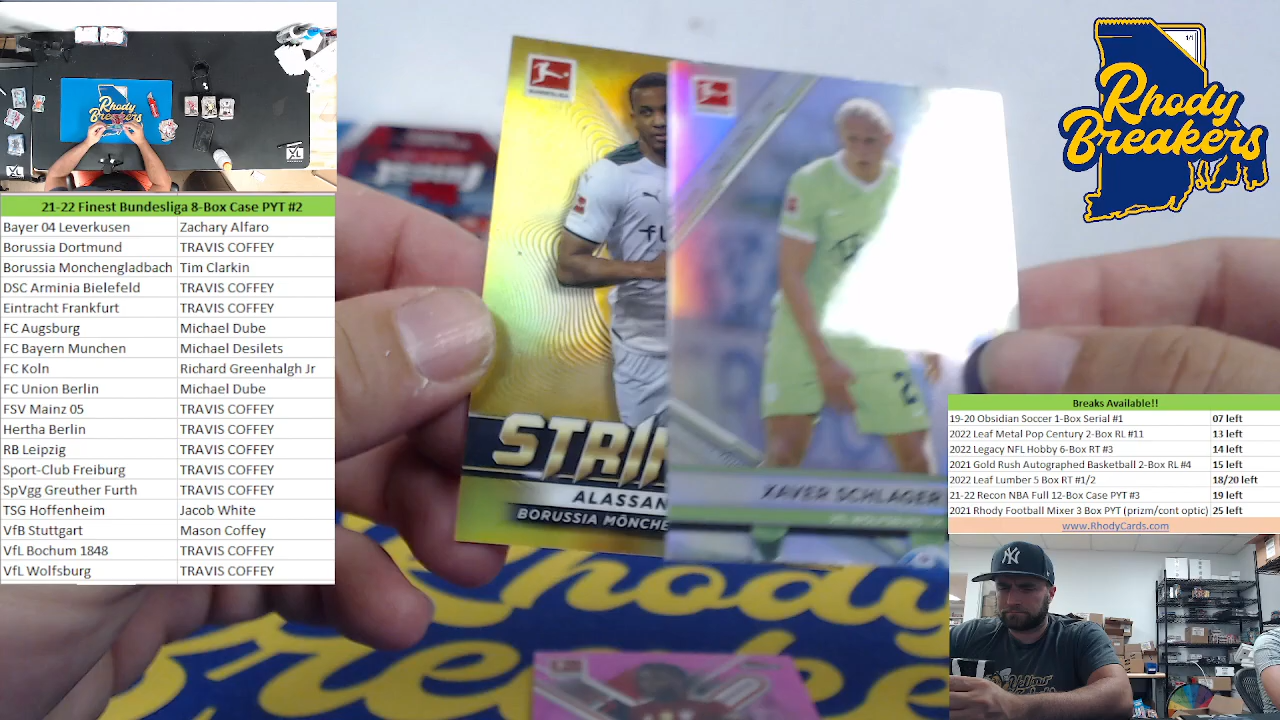 21-22 Finest Bundesliga 8-Box Case PYT #2
Bayer 04 Leverkusen Zachary Alfaro
Borussia Dortmund TRAVIS COFFEY
Borussia Monchengladbach Tim Clarkin
DSC Arminia Bielefeld TRAVIS COFFEY
Eintracht Frankfurt TRAVIS COFFEY
FC Augsburg Michael Dube
FC Bayern Munchen Michael Desilets
FC Koln Richard Greenhalgh Jr
FC Union Berlin Michael Dube
FSV Mainz 05 TRAVIS COFFEY
Hertha Berlin TRAVIS COFFEY
RB Leipzig TRAVIS COFFEY
Sport-Club Freiburg TRAVIS COFFEY
SpVgg Greuther Furth TRAVIS COFFEY
TSG Hoffenheim Jacob White
VfB Stuttgart Mason Coffey
VfL Bochum 1848 TRAVIS COFFEY
VfL Wolfsburg TRAVIS COFFEY
Rhody
Breakers
BUNDESLIGA
STRI
ALASSAN
BORUSSIA MÖNCHE
XAVER SCHLAGER
Rhody
Breakers
1/1
Rhody
Breakers
Breaks Available!!
19-20 Obsidian Soccer 1-Box Serial #1 07 left
2022 Leaf Metal Pop Century 2-Box RL #11 13 left
2022 Legacy NFL Hobby 6-Box RT #3 14 left
2021 Gold Rush Autographed Basketball 2-Box RL #4 15 left
2022 Leaf Lumber 5 Box RT #1/2 18/20 left
21-22 Recon NBA Full 12-Box Case PYT #3 19 left
2021 Rhody Football Mixer 3 Box PYT (prizm/cont optic) 25 left
www.RhodyCards.com